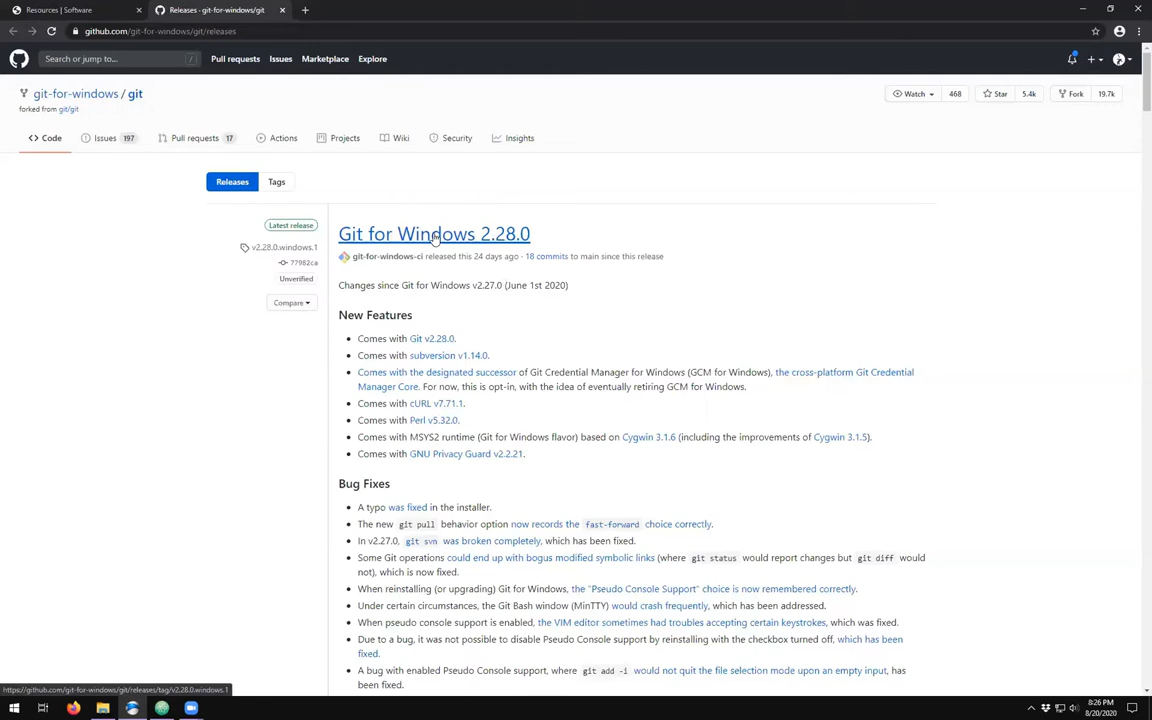 Resources | Software
Releases · git-for-windows/git
github.com/git-for-windows/git/releases
Search or jump to...
/
Pull requests
Issues
Marketplace
Explore
git-for-windows / git
forked from git/git
Watch
468
Star
5.4k
Fork
19.7k
Code
Issues
197
Pull requests
17
Actions
Projects
Wiki
Security
Insights
Releases
Tags
Latest release
v2.28.0.windows.1
77982ca
Unverified
Compare
Git for Windows 2.28.0
git-for-windows-ci released this 24 days ago · 18 commits to main since this release
Changes since Git for Windows v2.27.0 (June 1st 2020)
New Features
• Comes with Git v2.28.0.
• Comes with subversion v1.14.0.
• Comes with the designated successor of Git Credential Manager for Windows (GCM for Windows), the cross-platform Git Credential
Manager Core. For now, this is opt-in, with the idea of eventually retiring GCM for Windows.
• Comes with cURL v7.71.1.
• Comes with Perl v5.32.0.
• Comes with MSYS2 runtime (Git for Windows flavor) based on Cygwin 3.1.6 (including the improvements of Cygwin 3.1.5).
• Comes with GNU Privacy Guard v2.2.21.
Bug Fixes
• A typo was fixed in the installer.
• The new git pull behavior option now records the fast-forward choice correctly.
• In v2.27.0, git svn was broken completely, which has been fixed.
• Some Git operations could end up with bogus modified symbolic links (where git status would report changes but git diff would
not), which is now fixed.
• When reinstalling (or upgrading) Git for Windows, the "Pseudo Console Support" choice is now remembered correctly.
• Under certain circumstances, the Git Bash window (MinTTY) would crash frequently, which has been addressed.
• When pseudo console support is enabled, the VIM editor sometimes had troubles accepting certain keystrokes, which was fixed.
• Due to a bug, it was not possible to disable Pseudo Console support by reinstalling with the checkbox turned off, which has been
fixed.
• A bug with enabled Pseudo Console support, where git add -i would not quit the file selection mode upon an empty input, has
been fixed.
https://github.com/git-for-windows/git/releases/tag/v2.28.0.windows.1
8:26 PM
8/20/2020